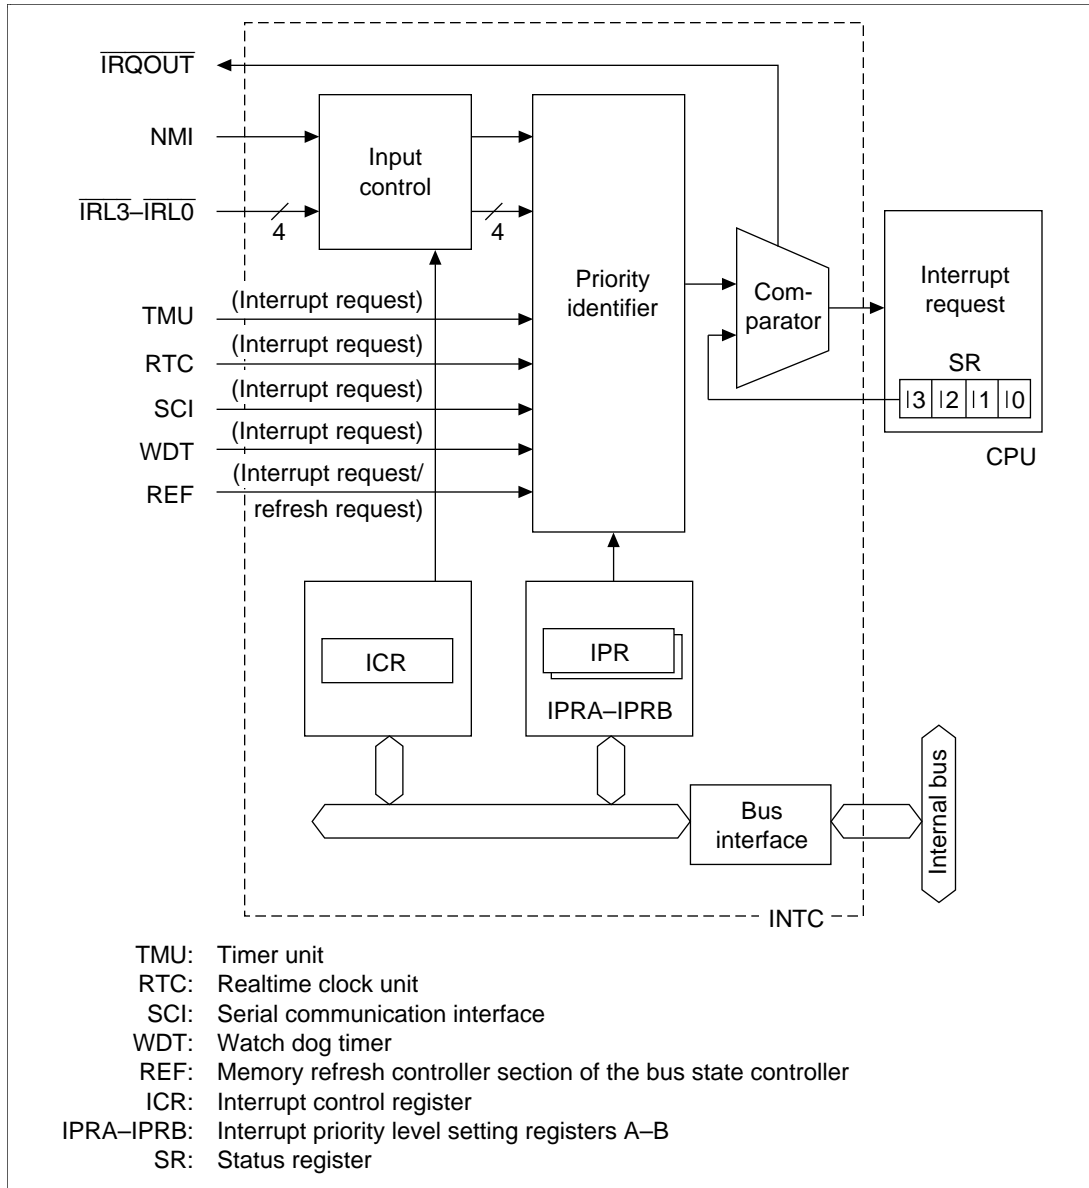 IRQOUT
NMI
Input
control
IRL3–IRL0
4
4
Priority
identifier
Com-
parator
Interrupt
request
SR
I3 I2 I1 I0
CPU
TMU
(Interrupt request)
RTC
(Interrupt request)
SCI
(Interrupt request)
WDT
(Interrupt request)
REF
(Interrupt request/
refresh request)
ICR
IPR
IPRA–IPRB
Bus
interface
Internal bus
INTC
TMU: Timer unit
RTC: Realtime clock unit
SCI: Serial communication interface
WDT: Watch dog timer
REF: Memory refresh controller section of the bus state controller
ICR: Interrupt control register
IPRA–IPRB: Interrupt priority level setting registers A–B
SR: Status register